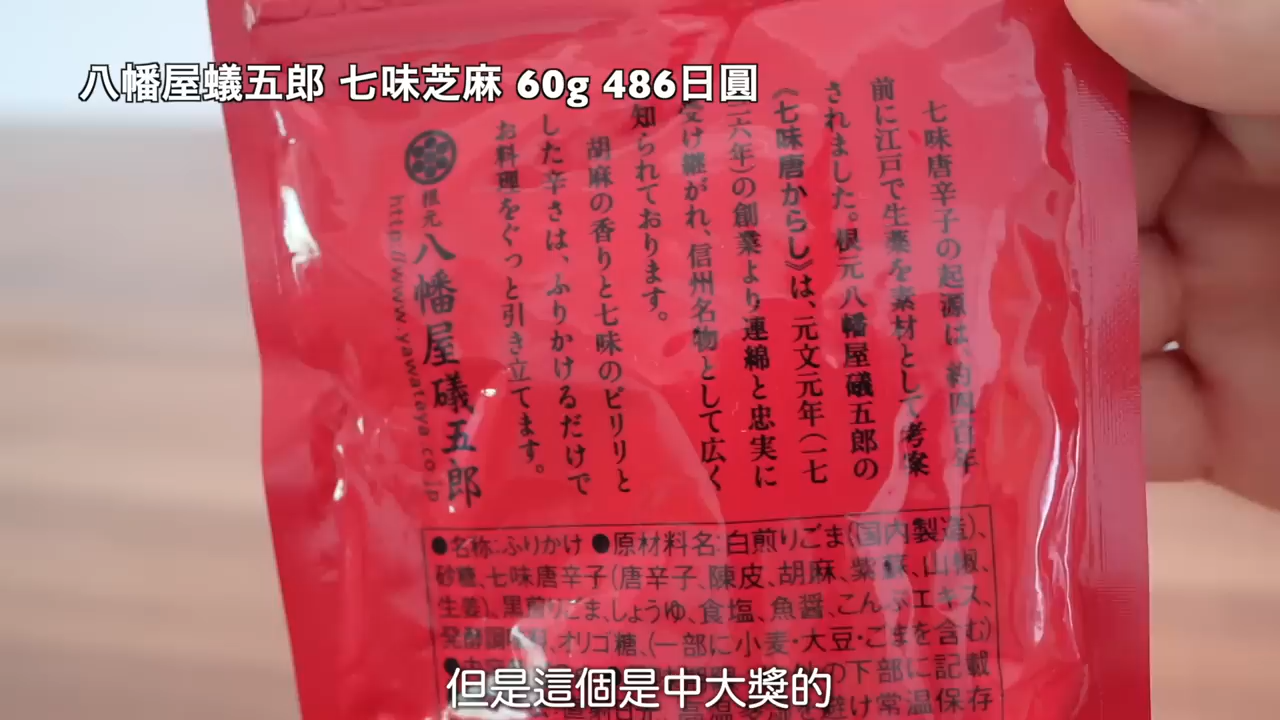 八幡屋蟻五郎 七味芝麻 60g 486日圓
七味唐辛子の起源は、約四百年
前に江戸で生薬を素材として考案
されました。根元八幡屋礒五郎の
《七味唐からし》は、元文元年(一七
三六年)の創業より連綿と忠実に
受け継がれ、信州名物として広く
知られております。
胡麻の香りと七味のピリリと
した辛さは、ふりかけるだけで
お料理をぐっと引き立てます。
根元 八幡屋礒五郎
http://www.yawataya.co.jp
●名称:ふりかけ ●原材料名:白煎りごま(国内製造)、
砂糖、七味唐辛子(唐辛子、陳皮、胡麻、紫蘇、山椒、
生姜)、黒煎りごま、しょうゆ、食塩、魚醤、こんぶエキス、
発酵調味料、オリゴ糖、(一部に小麦・大豆・ごまを含む)
の下部に記載
避け常温保存
但是這個是中大獎的